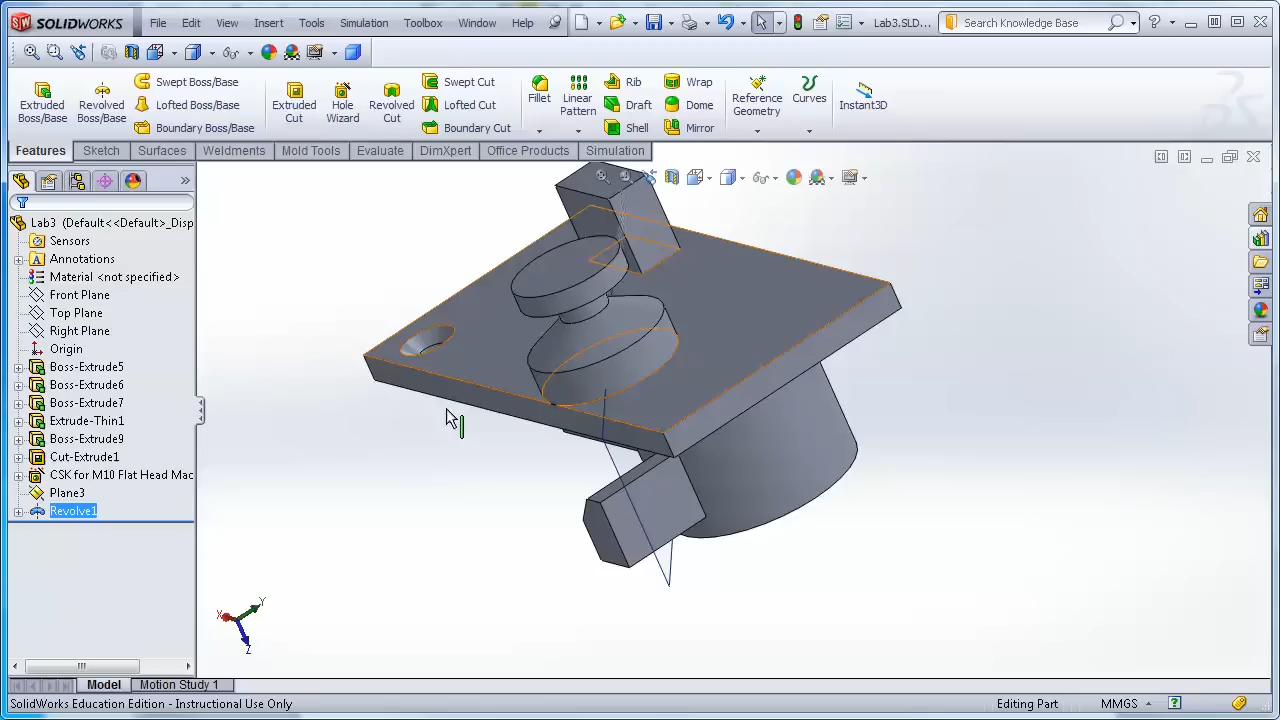 SOLIDWORKS File Edit View Insert Tools Simulation Toolbox Window Help Lab3.SLD... Search Knowledge Base ?
Extruded Boss/Base
Revolved Boss/Base
Swept Boss/Base
Lofted Boss/Base
Boundary Boss/Base
Extruded Cut
Hole Wizard
Revolved Cut
Swept Cut
Lofted Cut
Boundary Cut
Fillet
Linear Pattern
Rib
Draft
Shell
Wrap
Dome
Mirror
Reference Geometry
Curves
Instant3D
Features Sketch Surfaces Weldments Mold Tools Evaluate DimXpert Office Products Simulation
Lab3 (Default<<Default>_Disp
Sensors
Annotations
Material <not specified>
Front Plane
Top Plane
Right Plane
Origin
Boss-Extrude5
Boss-Extrude6
Boss-Extrude7
Extrude-Thin1
Boss-Extrude9
Cut-Extrude1
CSK for M10 Flat Head Mac
Plane3
Revolve1
X Y
Z
Model Motion Study 1
SolidWorks Education Edition - Instructional Use Only Editing Part MMGS ?